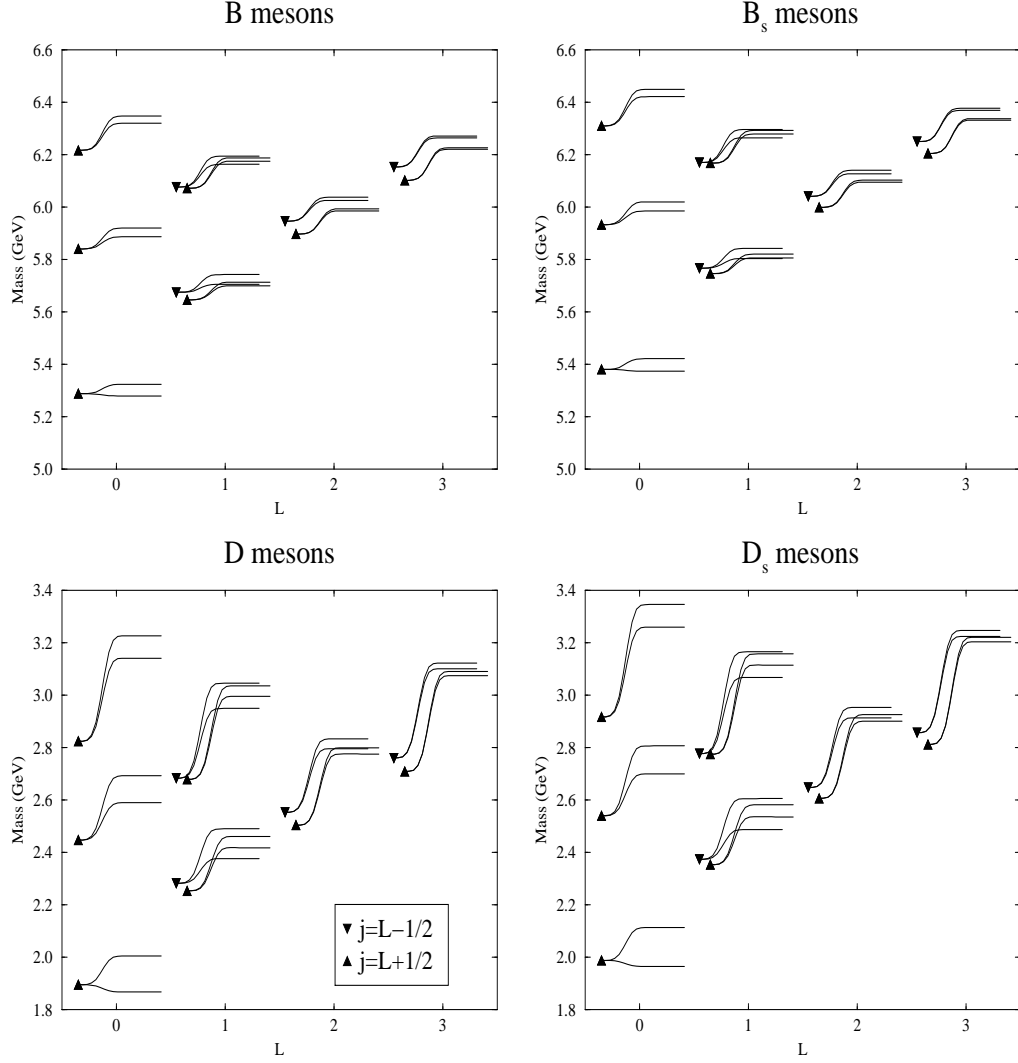 B mesons
6.6
6.4
6.2
6.0
5.8
5.6
5.4
5.2
5.0
Mass (GeV)
0 1 2 3
L
B_s mesons
6.6
6.4
6.2
6.0
5.8
5.6
5.4
5.2
5.0
Mass (GeV)
0 1 2 3
L
D mesons
3.4
3.2
3.0
2.8
2.6
2.4
2.2
2.0
1.8
Mass (GeV)
j=L−1/2
j=L+1/2
0 1 2 3
L
D_s mesons
3.4
3.2
3.0
2.8
2.6
2.4
2.2
2.0
1.8
Mass (GeV)
0 1 2 3
L